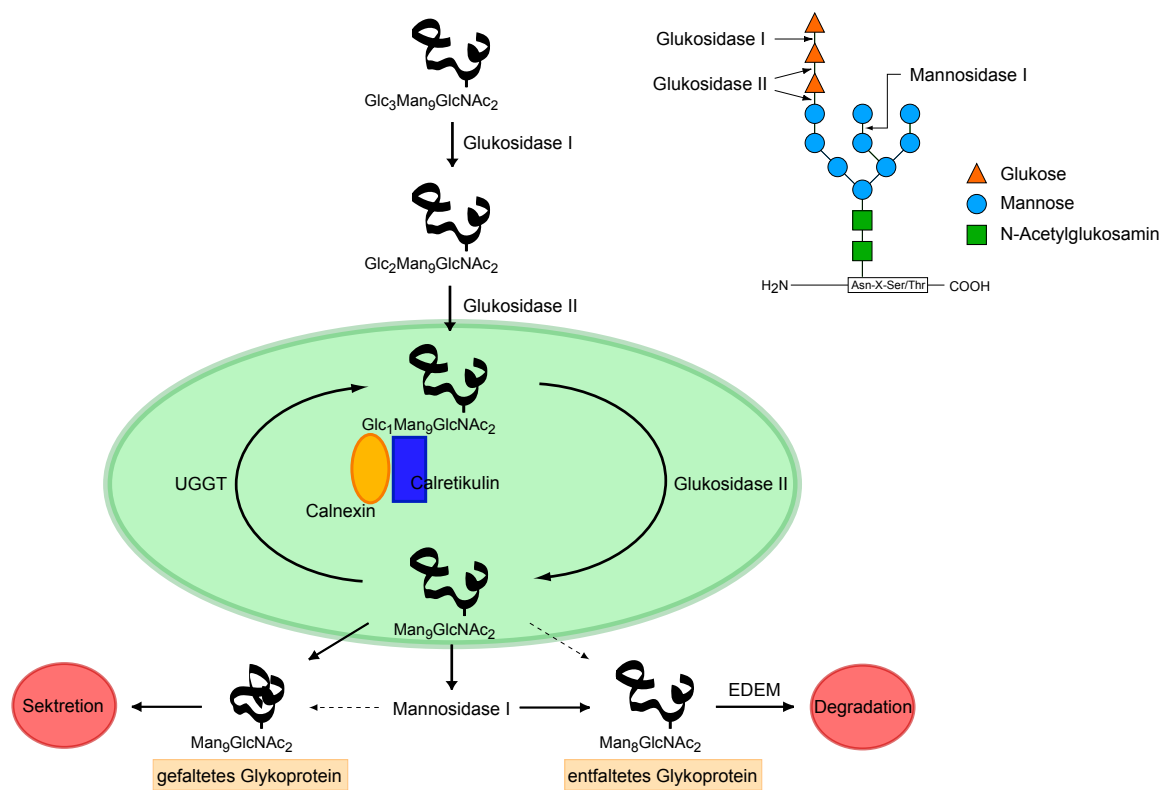 Glc3Man9GlcNAc2
Glukosidase I
Glc2Man9GlcNAc2
Glukosidase II
Glukosidase I
Glukosidase II
Mannosidase I
Glukose
Mannose
N-Acetylglukosamin
H2N
Asn-X-Ser/Thr
COOH
Glc1Man9GlcNAc2
UGGT
Calretikulin
Calnexin
Glukosidase II
Man9GlcNAc2
Sektretion
Mannosidase I
EDEM
Degradation
Man9GlcNAc2
Man8GlcNAc2
gefaltetes Glykoprotein
entfaltetes Glykoprotein